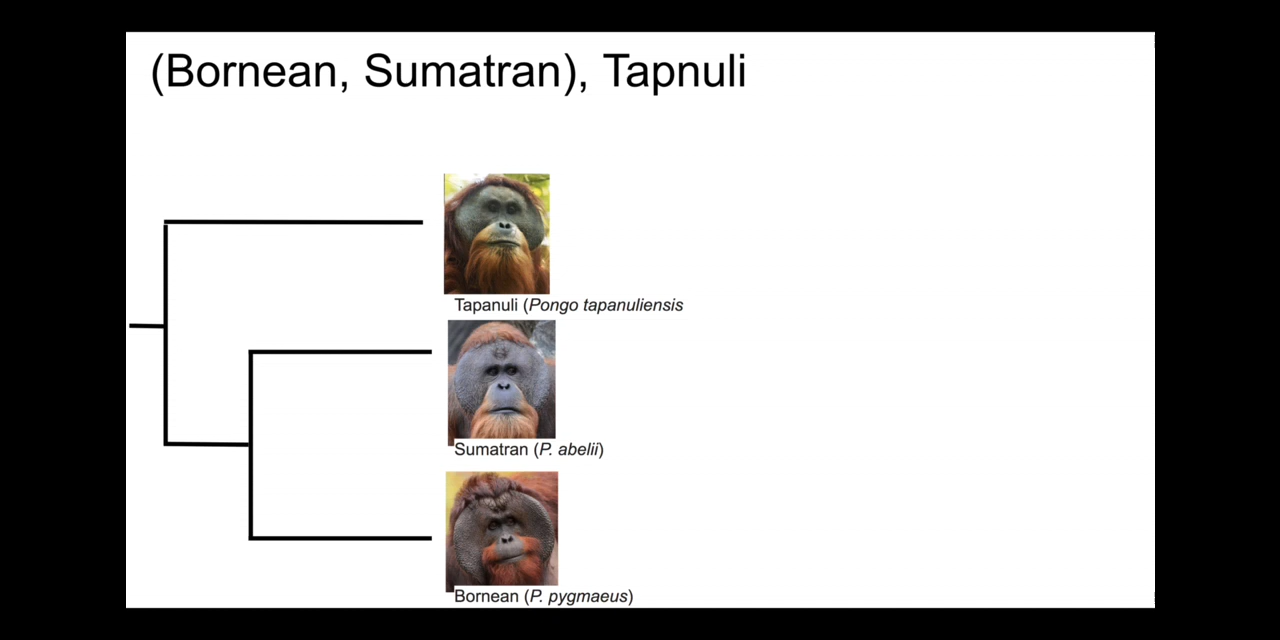 (Bornean, Sumatran), Tapnuli
Tapanuli (Pongo tapanuliensis
Sumatran (P. abelii)
Bornean (P. pygmaeus)